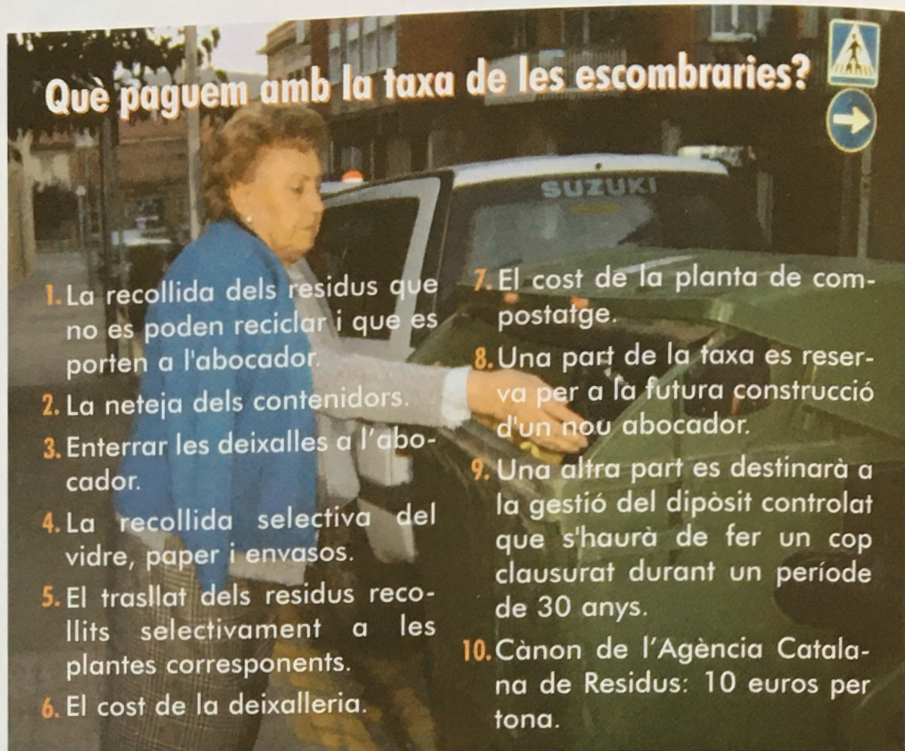 Què paguem amb la taxa de les escombraries?
SUZUKI
1. La recollida dels residus que
no es poden reciclar i que es
porten a l'abocador.
2. La neteja dels contenidors.
3. Enterrar les deixalles a l'abo-
cador.
4. La recollida selectiva del
vidre, paper i envasos.
5. El trasllat dels residus reco-
llits selectivament a les
plantes corresponents.
6. El cost de la deixalleria.
7. El cost de la planta de com-
postatge.
8. Una part de la taxa es reser-
va per a la futura construcció
d'un nou abocador.
9. Una altra part es destinarà a
la gestió del dipòsit controlat
que s'haurà de fer un cop
clausurat durant un període
de 30 anys.
10. Cànon de l'Agència Catala-
na de Residus: 10 euros per
tona.